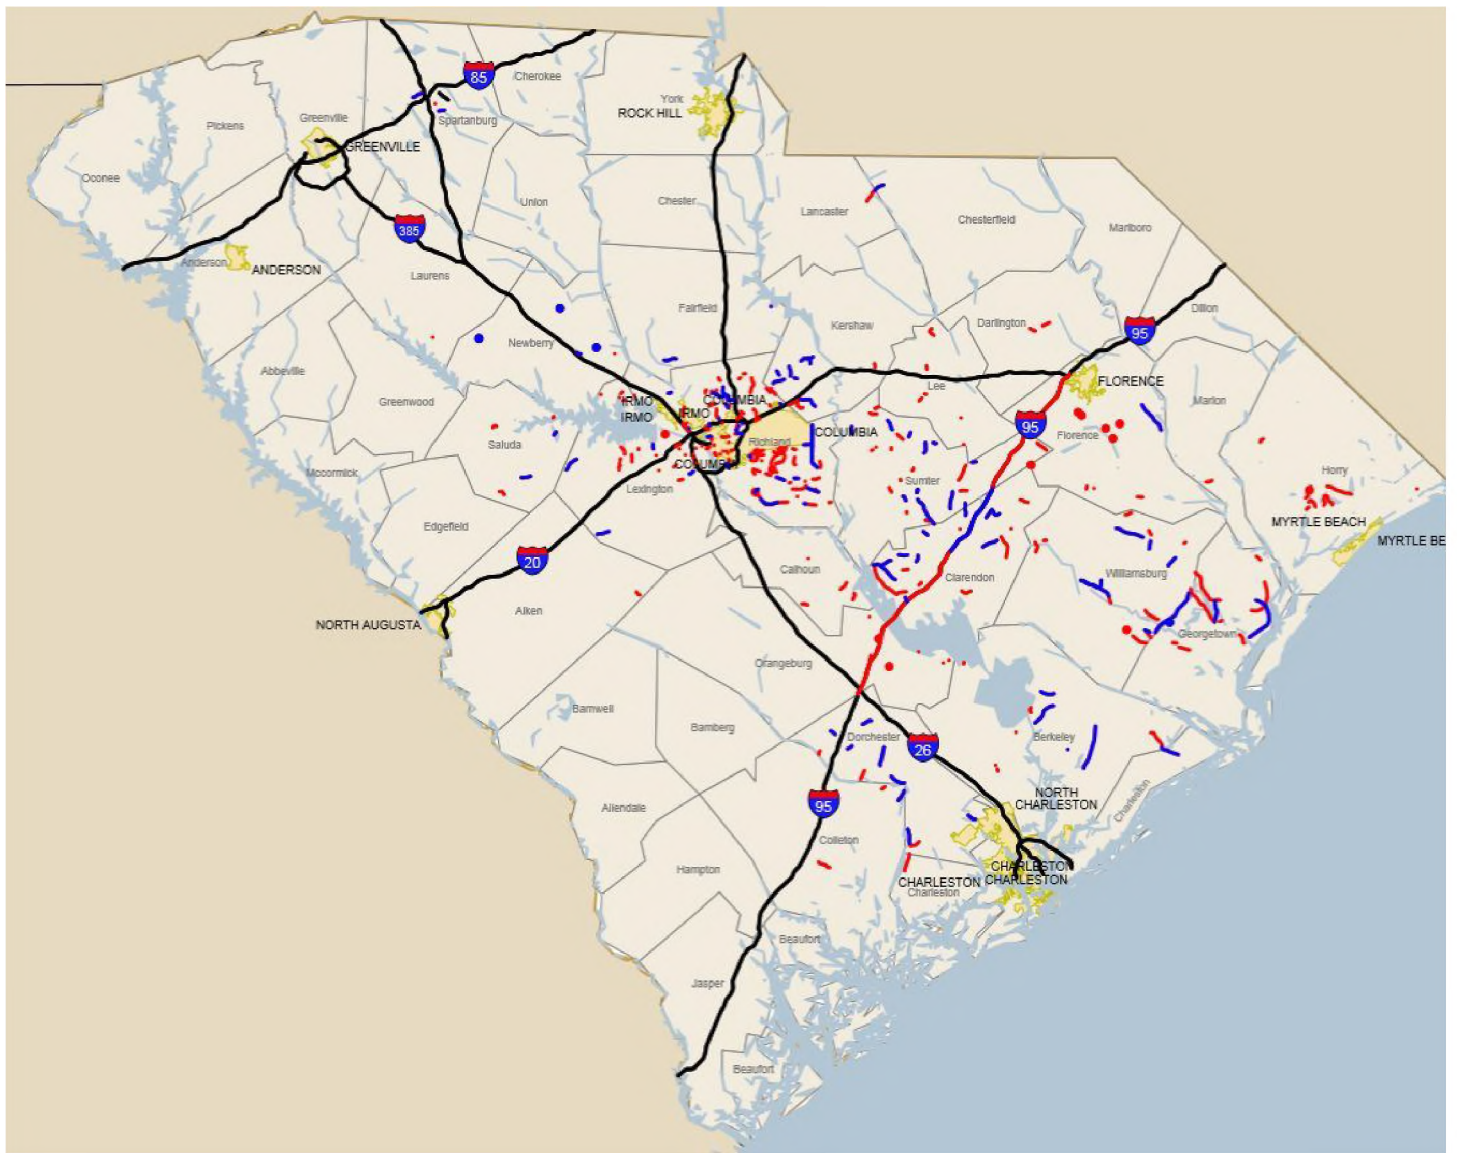 85
Cherokee
York
ROCK HILL
Greenville
Spartanburg
Pickens
GREENVILLE
Oconee
Union
Chester
Lancaster
Chesterfield
Marlboro
385
Anderson
ANDERSON
Laurens
Fairfield
Kershaw
Darlington
Dillon
95
Newberry
Abbeville
Greenwood
Lee
FLORENCE
IRMO
COLUMBIA
Marion
IRMO
IRMO
95
COLUMBIA
Florence
Saluda
Richland
Mccormick
COLUMBIA
Horry
Lexington
Sumter
Edgefield
MYRTLE BEACH
MYRTLE BE
20
Calhoun
Clarendon
Williamsburg
Aiken
NORTH AUGUSTA
Georgetown
Orangeburg
Barnwell
Bamberg
Dorchester
26
Berkeley
NORTH
CHARLESTON
Allendale
95
Charleston
Colleton
Hampton
CHARLESTON
CHARLESTON
CHARLESTON
Charleston
Beaufort
Jasper
Beaufort